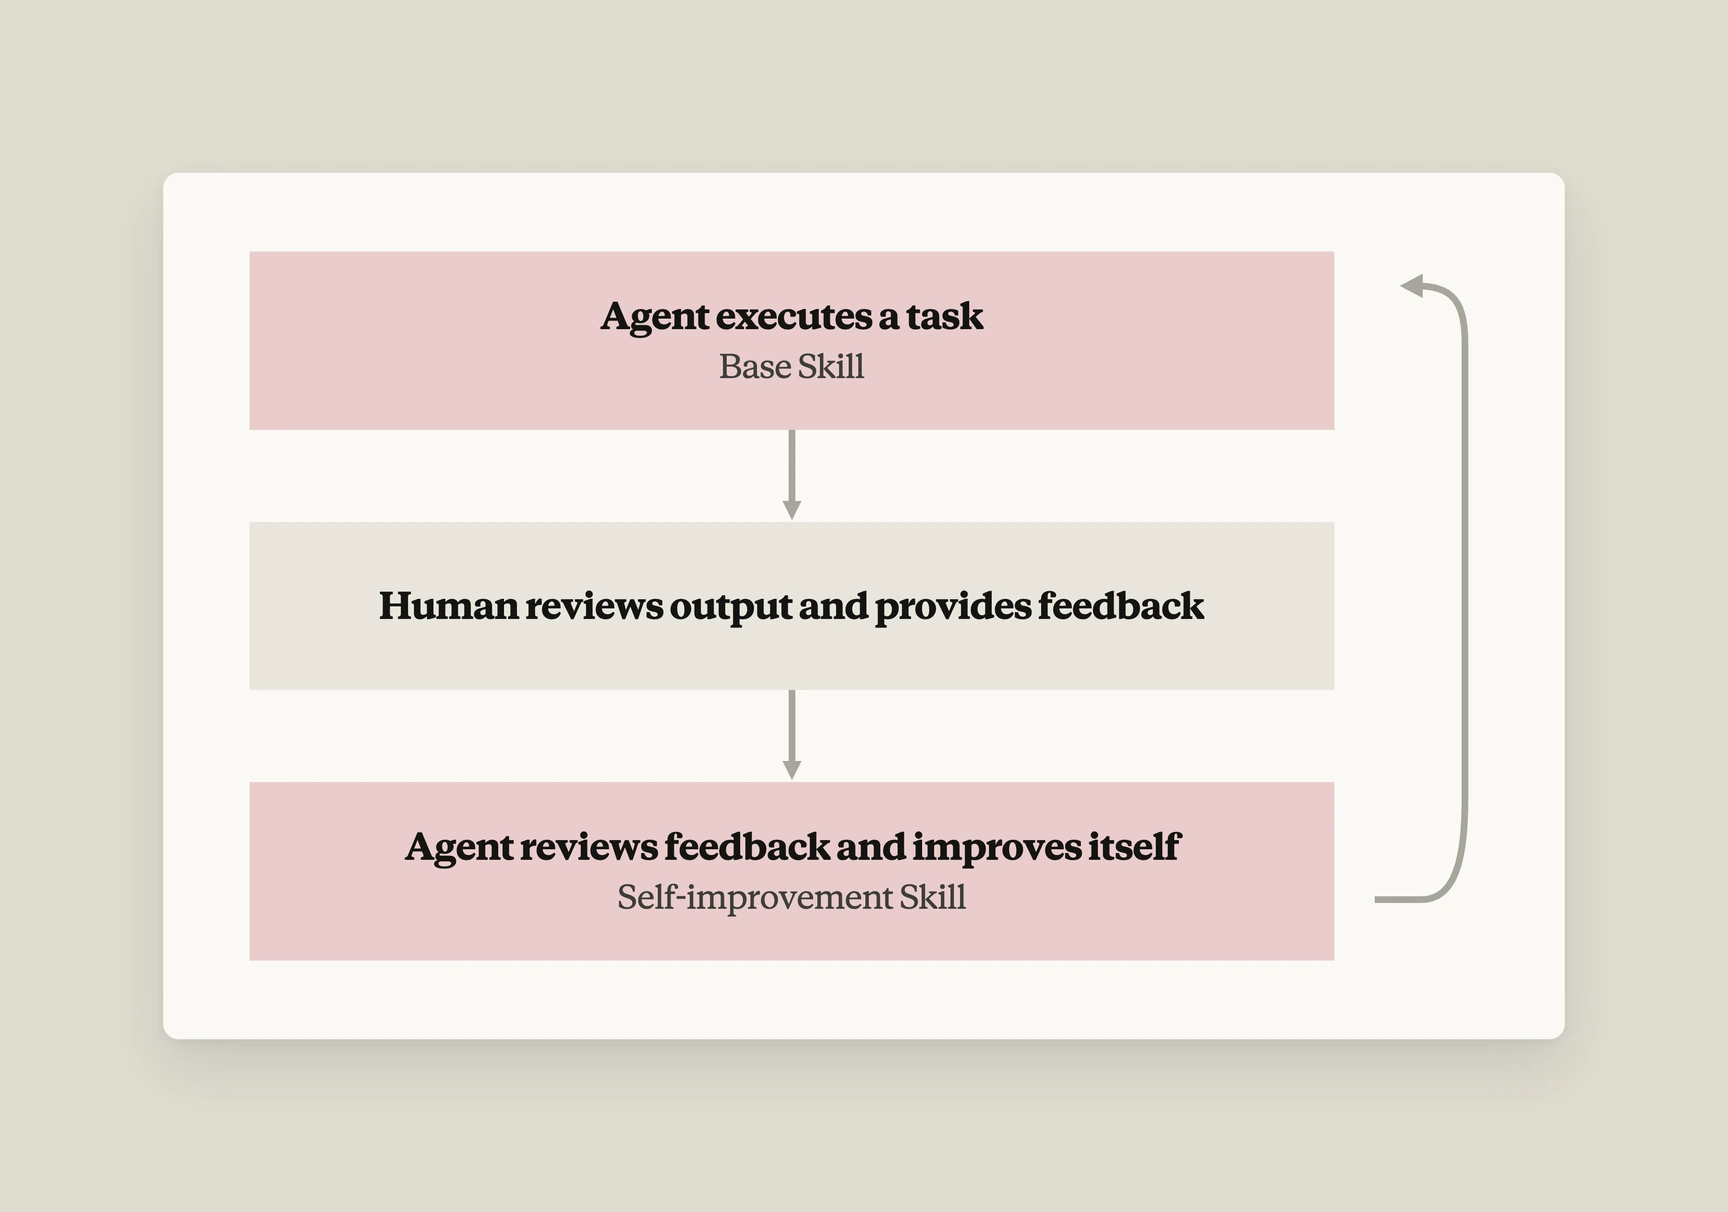 Agent executes a task
Base Skill
Human reviews output and provides feedback
Agent reviews feedback and improves itself
Self-improvement Skill